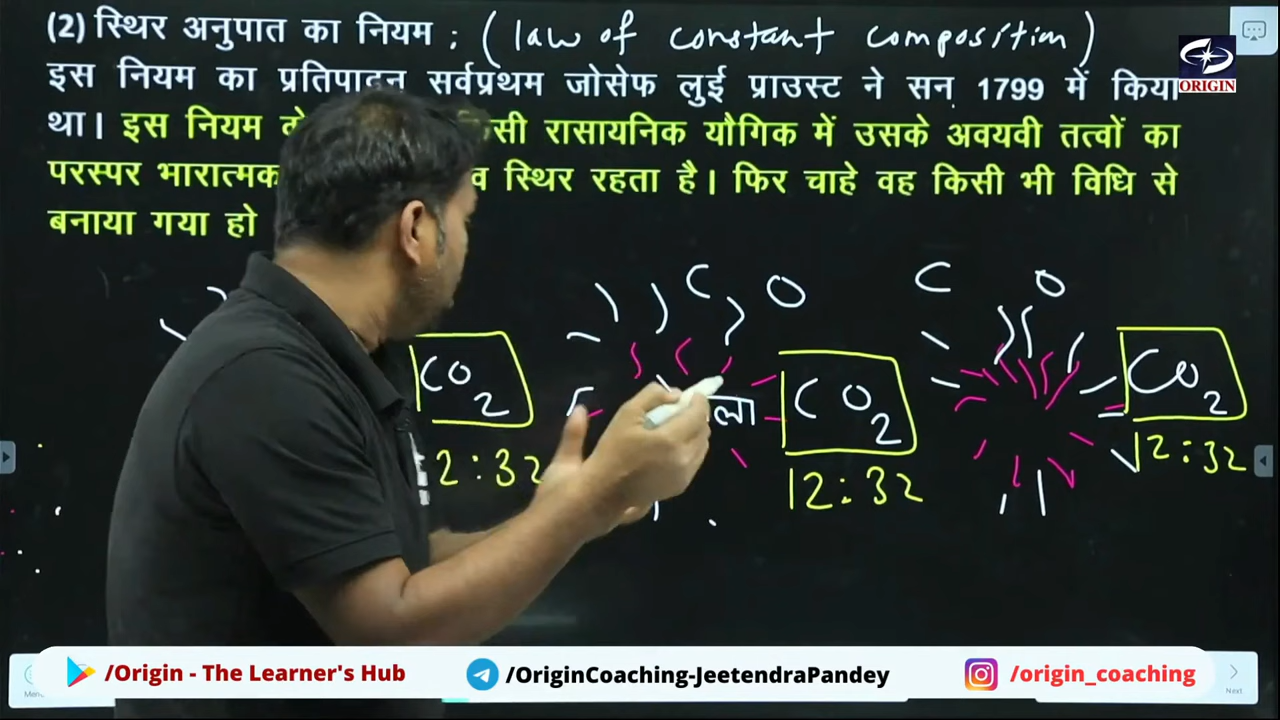 (2) स्थिर अनुपात का नियम ; (law of constant composition)
ORIGIN
इस नियम का प्रतिपादन सर्वप्रथम जोसेफ लुई प्राउस्ट ने सन् 1799 में किया
था। इस नियम किसी रासायनिक यौगिक में उसके अवयवी तत्वों का
परस्पर भारात्मक स्थिर रहता है। फिर चाहे वह किसी भी विधि से
बनाया गया हो
C O C O
CO2 CO2 CO2
2:32 12:32 12:32
/Origin - The Learner's Hub
/OriginCoaching-JeetendraPandey
/origin_coaching
Next